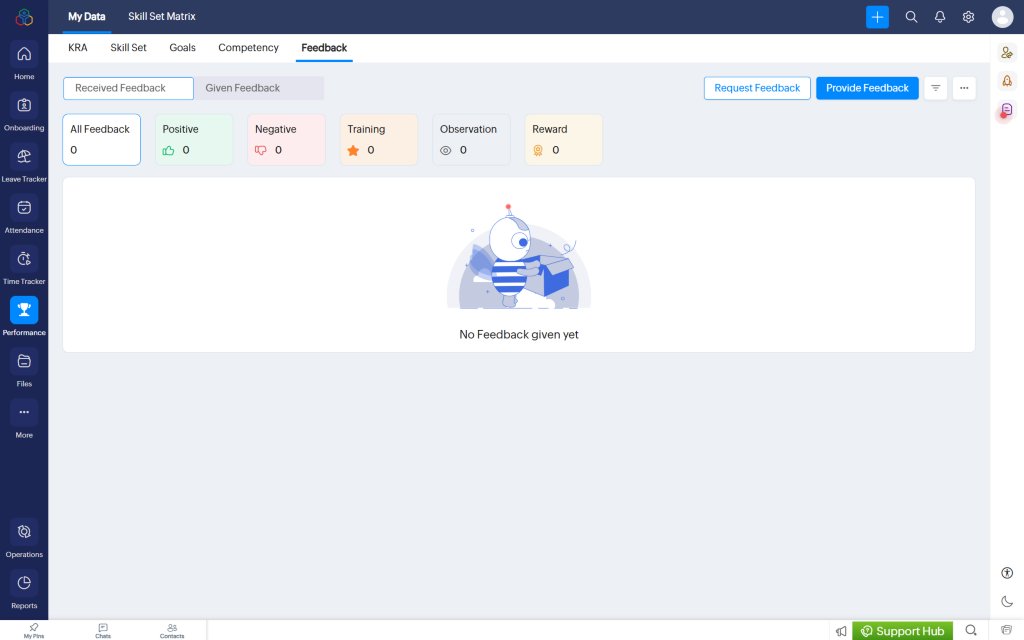 My Data
Skill Set Matrix
KRA
Skill Set
Goals
Competency
Feedback
Home
Onboarding
Leave Tracker
Attendance
Time Tracker
Performance
Files
More
Operations
Reports
Received Feedback
Given Feedback
Request Feedback
Provide Feedback
All Feedback
0
Positive
0
Negative
0
Training
0
Observation
0
Reward
0
No Feedback given yet
My Pins
Chats
Contacts
Support Hub